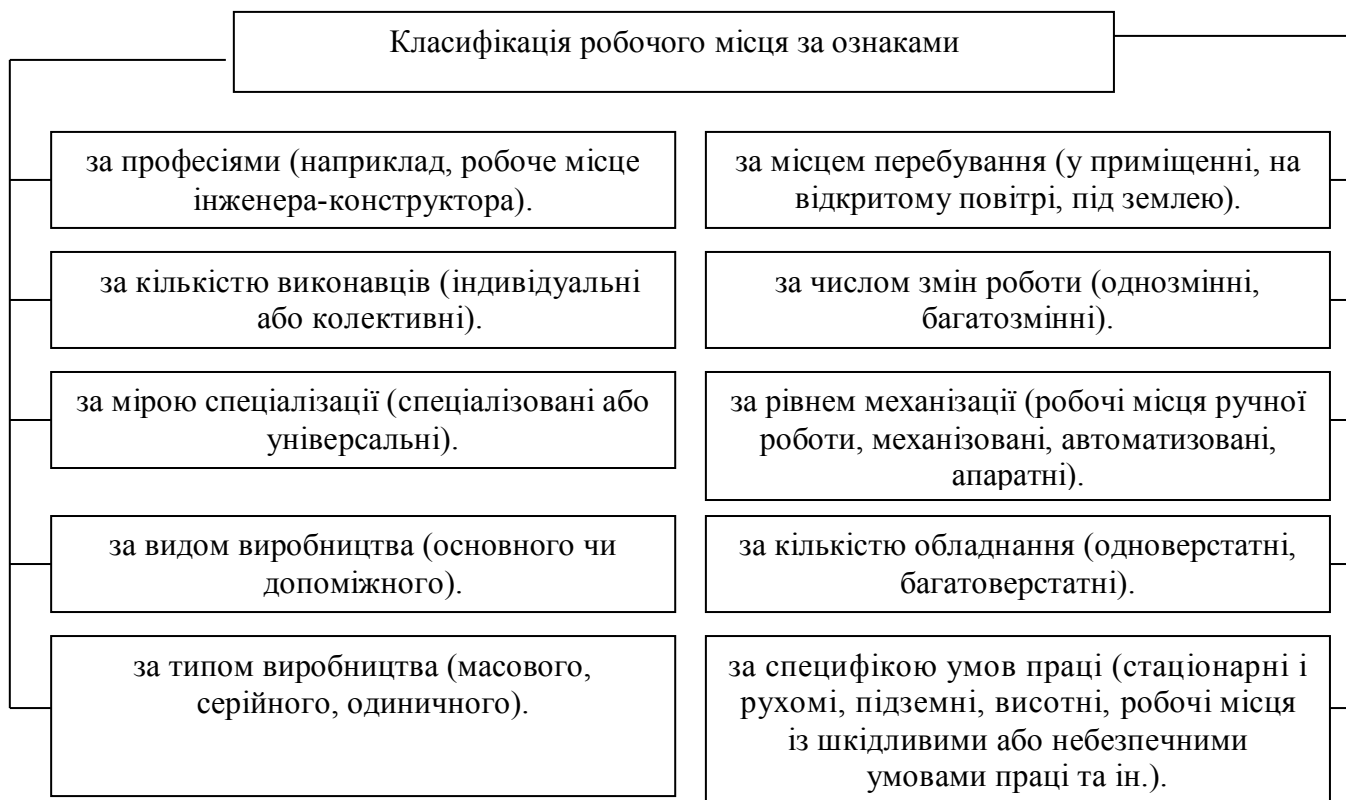 Класифікація робочого місця за ознаками
за професіями (наприклад, робоче місце
інженера-конструктора).
за місцем перебування (у приміщенні, на
відкритому повітрі, під землею).
за кількістю виконавців (індивідуальні
або колективні).
за числом змін роботи (однозмінні,
багатозмінні).
за мірою спеціалізації (спеціалізовані або
універсальні).
за рівнем механізації (робочі місця ручної
роботи, механізовані, автоматизовані,
апаратні).
за видом виробництва (основного чи
допоміжного).
за кількістю обладнання (одноверстатні,
багатоверстатні).
за типом виробництва (масового,
серійного, одиничного).
за специфікою умов праці (стаціонарні і
рухомі, підземні, висотні, робочі місця
із шкідливими або небезпечними
умовами праці та ін.).